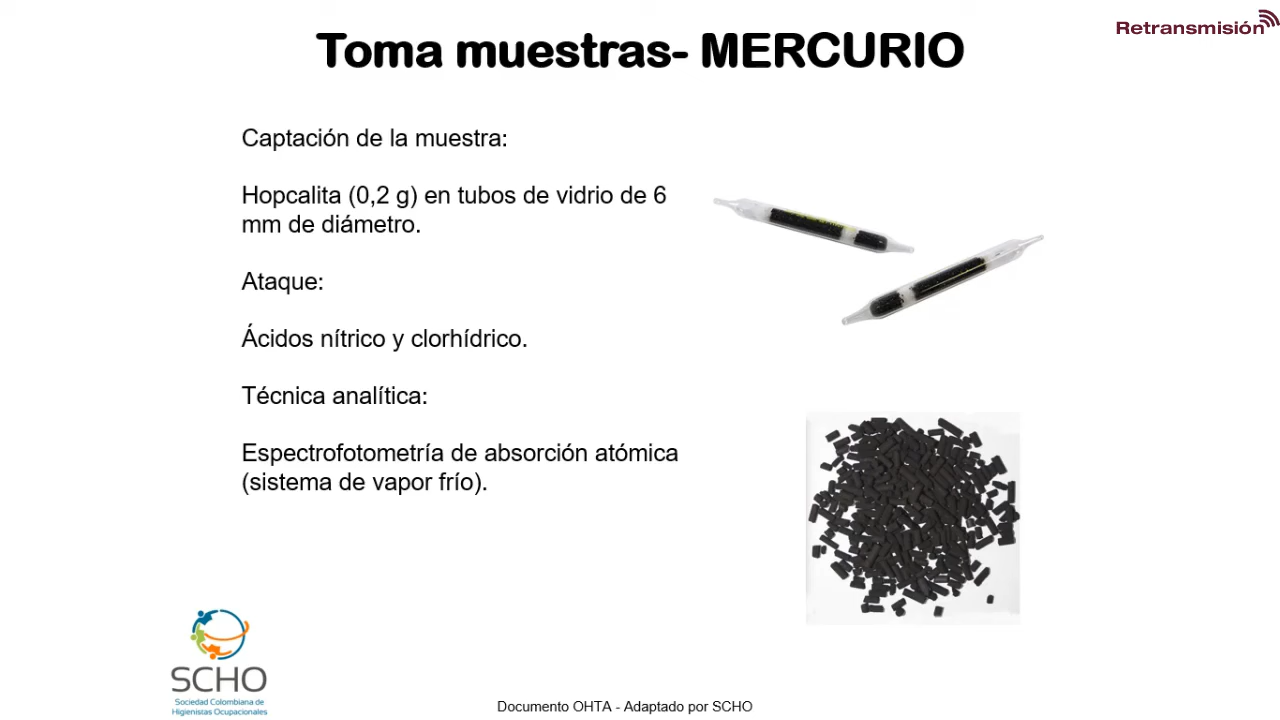 Retransmisión
Toma muestras- MERCURIO
Captación de la muestra:
Hopcalita (0,2 g) en tubos de vidrio de 6
mm de diámetro.
Ataque:
Ácidos nítrico y clorhídrico.
Técnica analítica:
Espectrofotometría de absorción atómica
(sistema de vapor frío).
SCHO
Sociedad Colombiana de
Higienistas Ocupacionales
Documento OHTA - Adaptado por SCHO